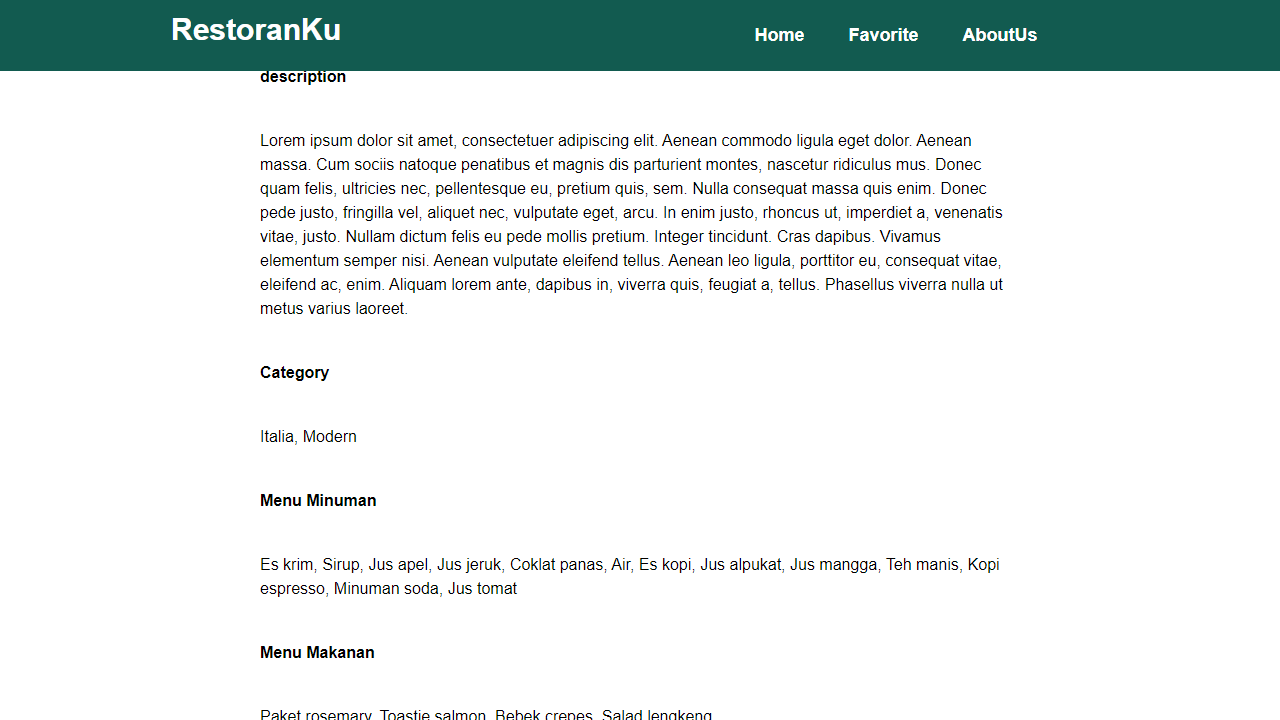 RestoranKu
Home
Favorite
AboutUs
description
Lorem ipsum dolor sit amet, consectetuer adipiscing elit. Aenean commodo ligula eget dolor. Aenean
massa. Cum sociis natoque penatibus et magnis dis parturient montes, nascetur ridiculus mus. Donec
quam felis, ultricies nec, pellentesque eu, pretium quis, sem. Nulla consequat massa quis enim. Donec
pede justo, fringilla vel, aliquet nec, vulputate eget, arcu. In enim justo, rhoncus ut, imperdiet a, venenatis
vitae, justo. Nullam dictum felis eu pede mollis pretium. Integer tincidunt. Cras dapibus. Vivamus
elementum semper nisi. Aenean vulputate eleifend tellus. Aenean leo ligula, porttitor eu, consequat vitae,
eleifend ac, enim. Aliquam lorem ante, dapibus in, viverra quis, feugiat a, tellus. Phasellus viverra nulla ut
metus varius laoreet.
Category
Italia, Modern
Menu Minuman
Es krim, Sirup, Jus apel, Jus jeruk, Coklat panas, Air, Es kopi, Jus alpukat, Jus mangga, Teh manis, Kopi
espresso, Minuman soda, Jus tomat
Menu Makanan
Paket rosemary, Toastie salmon, Bebek crepes, Salad lengkeng